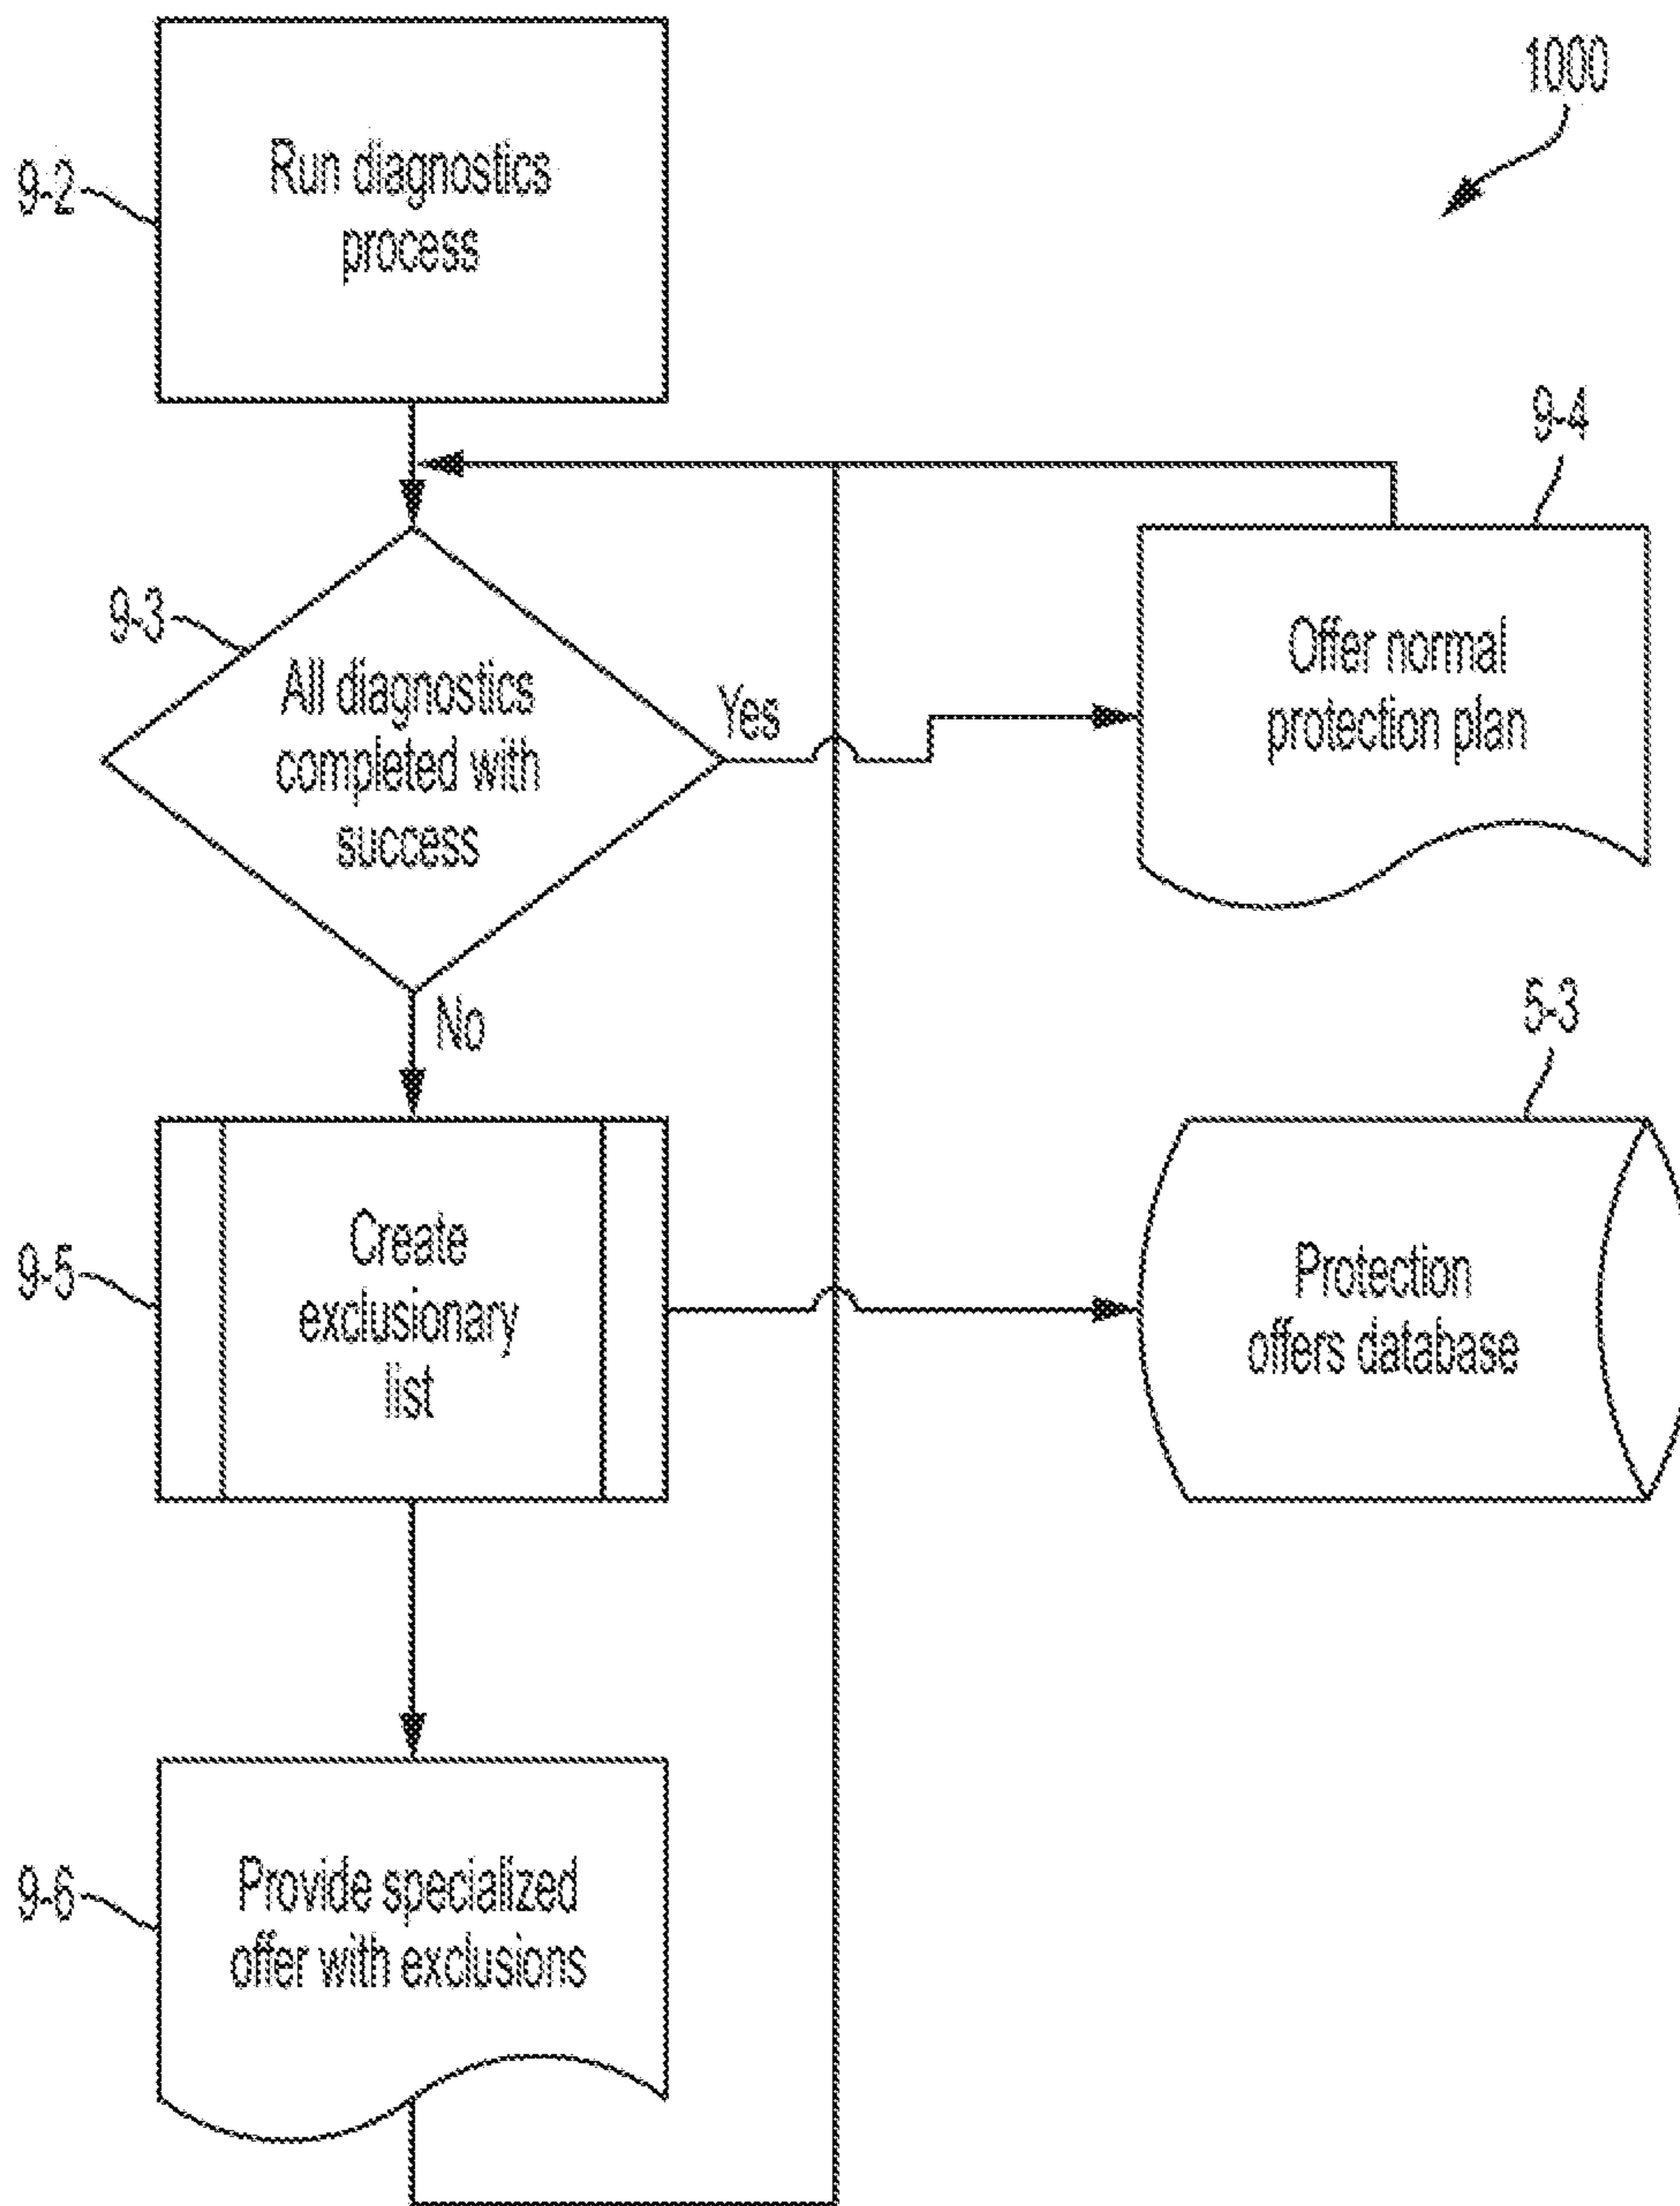 1000
9-2
Run diagnostics
process
9-4
9-3
All diagnostics
completed with
success
Yes
Offer normal
protection plan
No
5-3
9-5
Create
exclusionary
list
Protection
offers database
9-6
Provide specialized
offer with exclusions